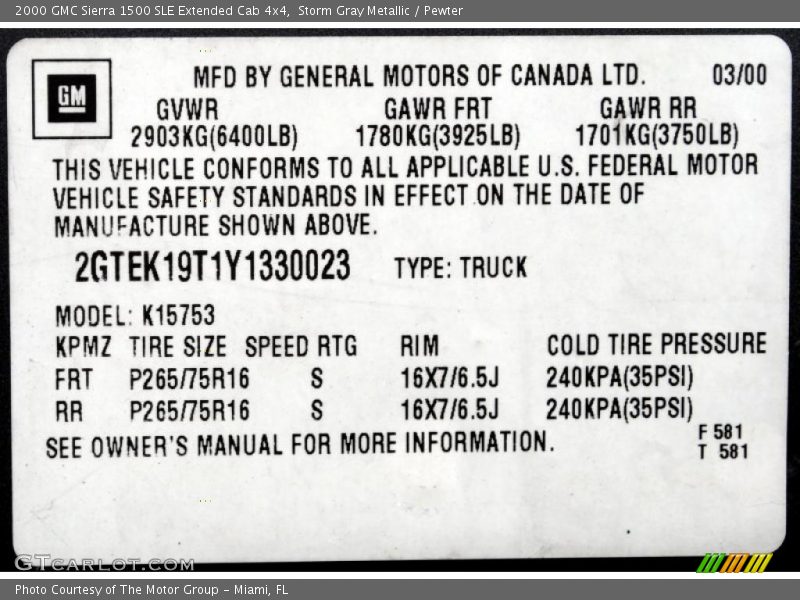 2000 GMC Sierra 1500 SLE Extended Cab 4x4, Storm Gray Metallic / Pewter
GM
MFD BY GENERAL MOTORS OF CANADA LTD. 03/00
GVWR GAWR FRT GAWR RR
2903KG(6400LB) 1780KG(3925LB) 1701KG(3750LB)
THIS VEHICLE CONFORMS TO ALL APPLICABLE U.S. FEDERAL MOTOR
VEHICLE SAFETY STANDARDS IN EFFECT ON THE DATE OF
MANUFACTURE SHOWN ABOVE.
2GTEK19T1Y1330023 TYPE: TRUCK
MODEL: K15753
KPMZ TIRE SIZE SPEED RTG RIM COLD TIRE PRESSURE
FRT P265/75R16 S 16X7/6.5J 240KPA(35PSI)
RR P265/75R16 S 16X7/6.5J 240KPA(35PSI)
SEE OWNER'S MANUAL FOR MORE INFORMATION.
F 581
T 581
GTCARLOT.COM
Photo Courtesy of The Motor Group - Miami, FL